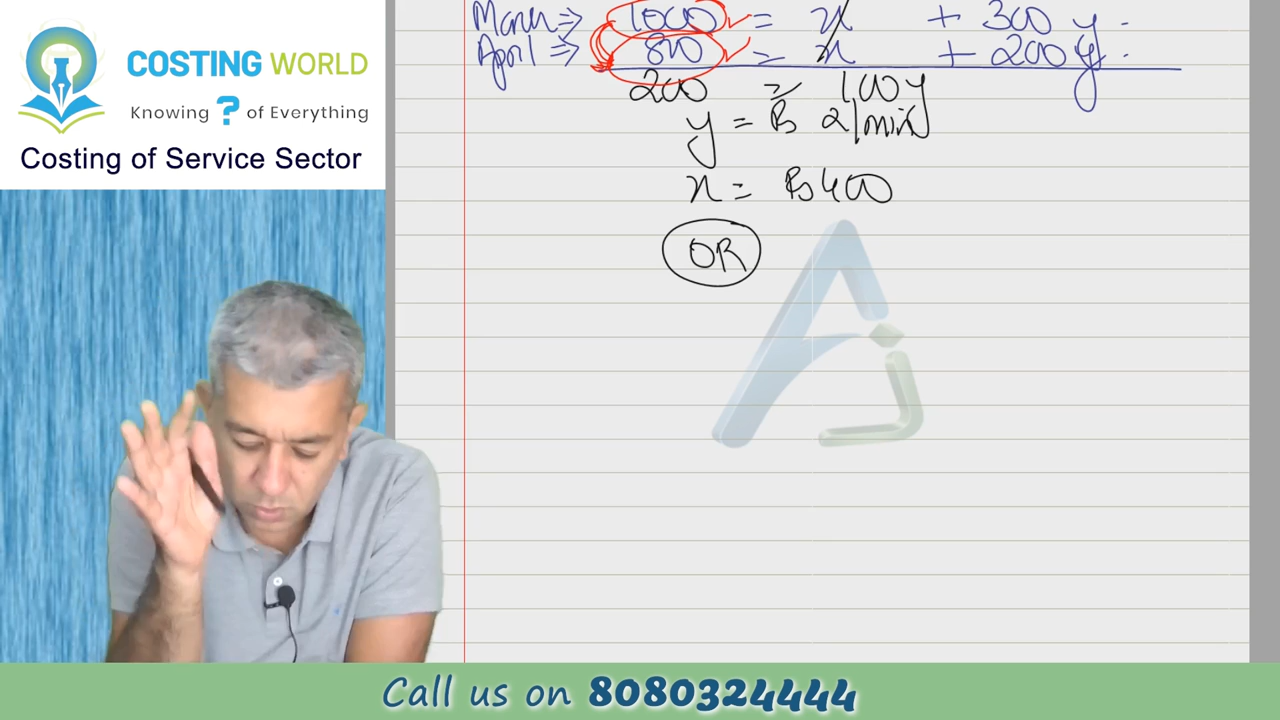 COSTING WORLD
Knowing ? of Everything
Costing of Service Sector
March ⇒ 1000 ✓ = x + 300 y
April ⇒ 800 ✓ = x + 200 y
200 = 100y
y = Rs 2/min
x = Rs 400
OR
Call us on 8080324444